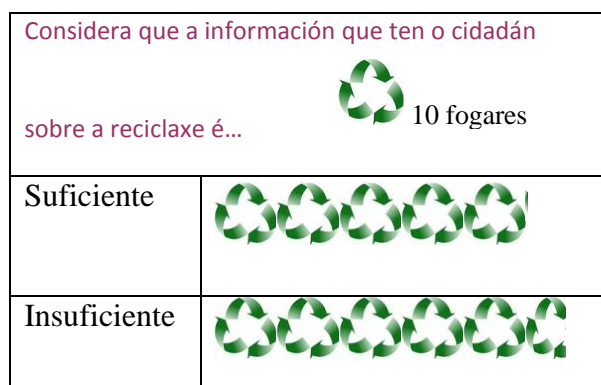 Considera que a información que ten o cidadán
10 fogares
sobre a reciclaxe é…
Suficiente
Insuficiente